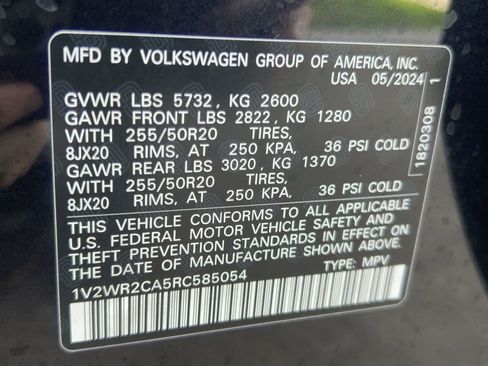 MFD BY VOLKSWAGEN GROUP OF AMERICA, INC.
USA 05/2024
GVWR LBS 5732, KG 2600
GAWR FRONT LBS 2822, KG 1280
WITH 255/50R20 TIRES,
8JX20 RIMS, AT 250 KPA, 36 PSI COLD
GAWR REAR LBS 3020, KG 1370
WITH 255/50R20 TIRES,
8JX20 RIMS, AT 250 KPA, 36 PSI COLD
THIS VEHICLE CONFORMS TO ALL APPLICABLE
U.S. FEDERAL MOTOR VEHICLE SAFETY AND
THEFT PREVENTION STANDARDS IN EFFECT ON
THE DATE OF MANUFACTURE SHOWN ABOVE.
1V2WR2CA5RC585054 TYPE: MPV
1820308 1